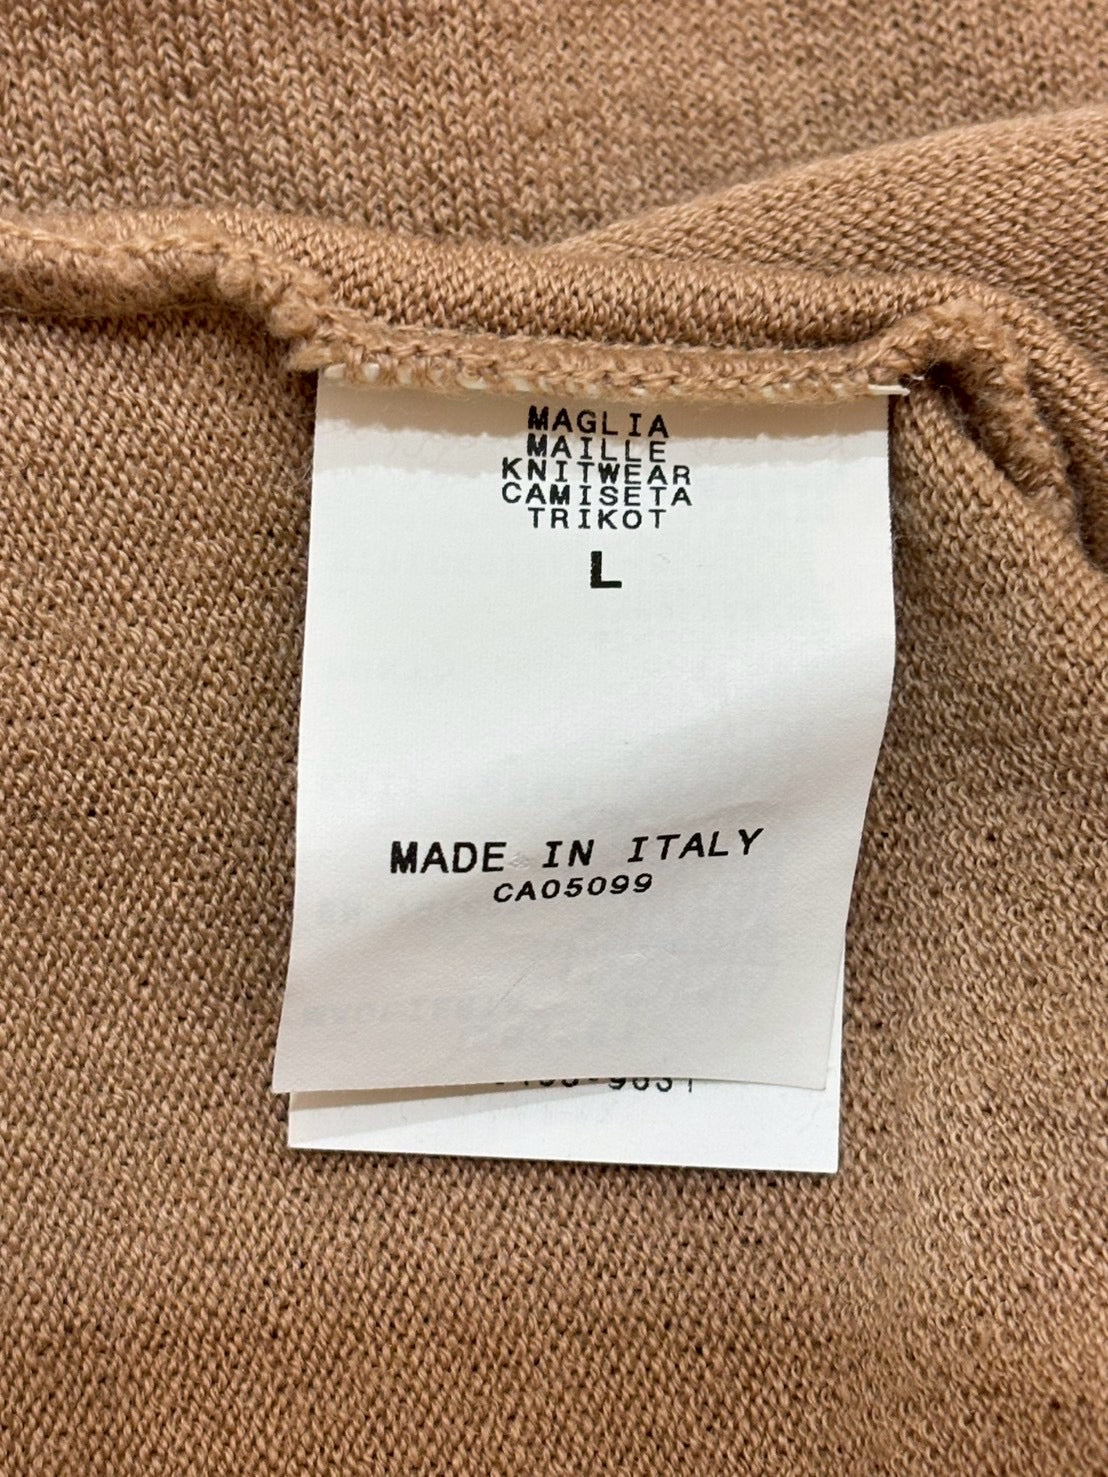 MAGLIA
MAILLE
KNITWEAR
CAMISETA
TRIKOT
L
MADE IN ITALY
CA05099